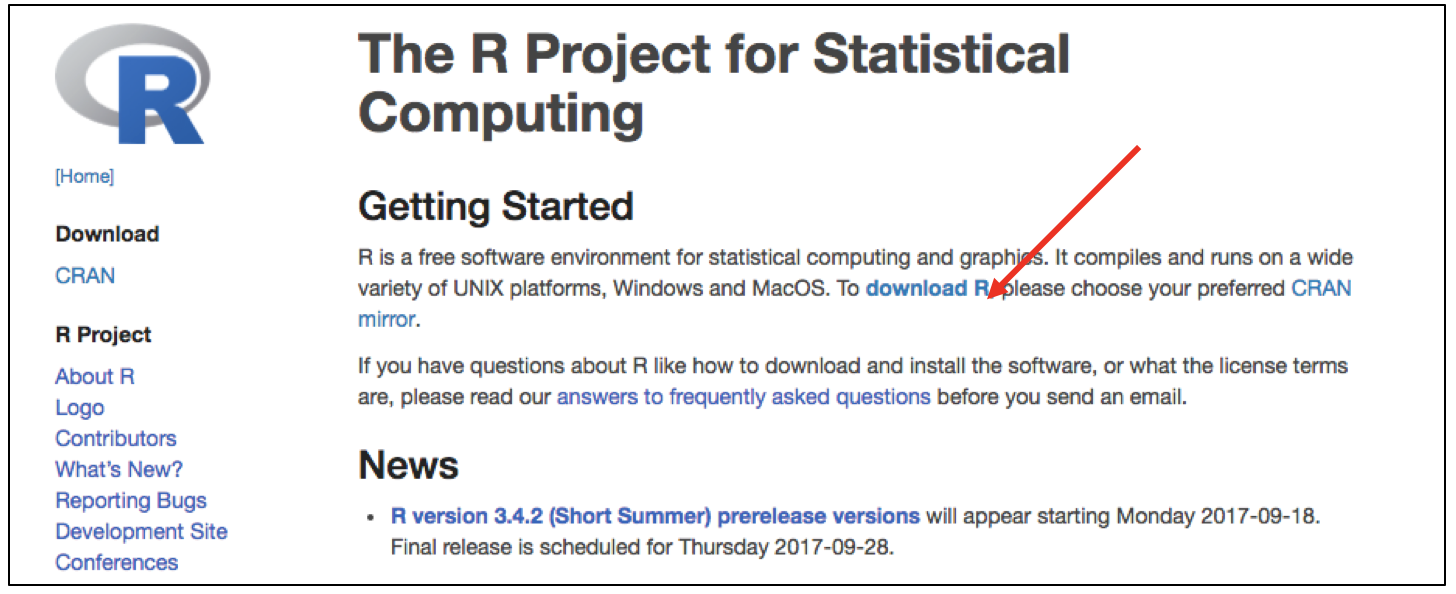 R
The R Project for Statistical
Computing
[Home]
Download
CRAN
R Project
About R
Logo
Contributors
What's New?
Reporting Bugs
Development Site
Conferences
Getting Started
R is a free software environment for statistical computing and graphics. It compiles and runs on a wide
variety of UNIX platforms, Windows and MacOS. To download R, please choose your preferred CRAN
mirror.
If you have questions about R like how to download and install the software, or what the license terms
are, please read our answers to frequently asked questions before you send an email.
News
• R version 3.4.2 (Short Summer) prerelease versions will appear starting Monday 2017-09-18.
Final release is scheduled for Thursday 2017-09-28.